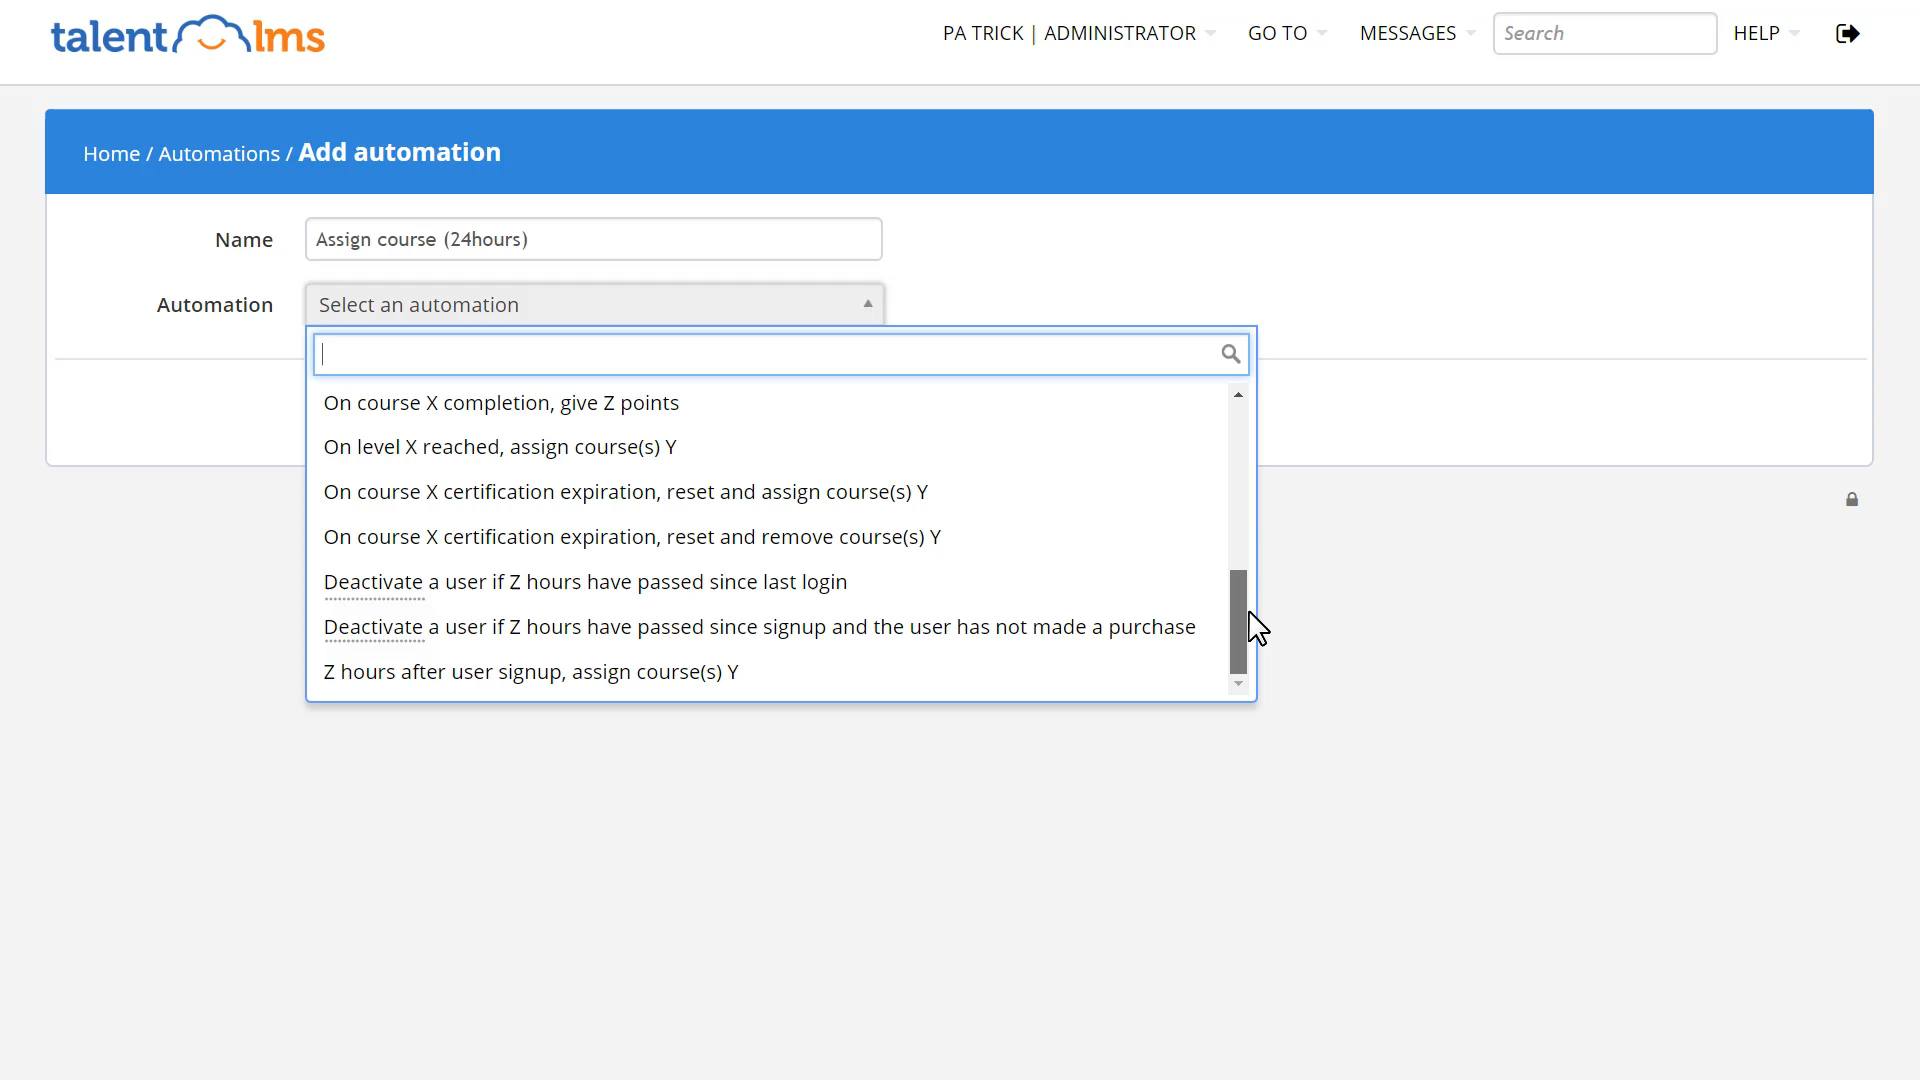 talentlms
PA TRICK | ADMINISTRATOR
GO TO
MESSAGES
Search
HELP
Home / Automations / Add automation
Name
Assign course (24hours)
Automation
Select an automation
On course X completion, give Z points
On level X reached, assign course(s) Y
On course X certification expiration, reset and assign course(s) Y
On course X certification expiration, reset and remove course(s) Y
Deactivate a user if Z hours have passed since last login
Deactivate a user if Z hours have passed since signup and the user has not made a purchase
Z hours after user signup, assign course(s) Y